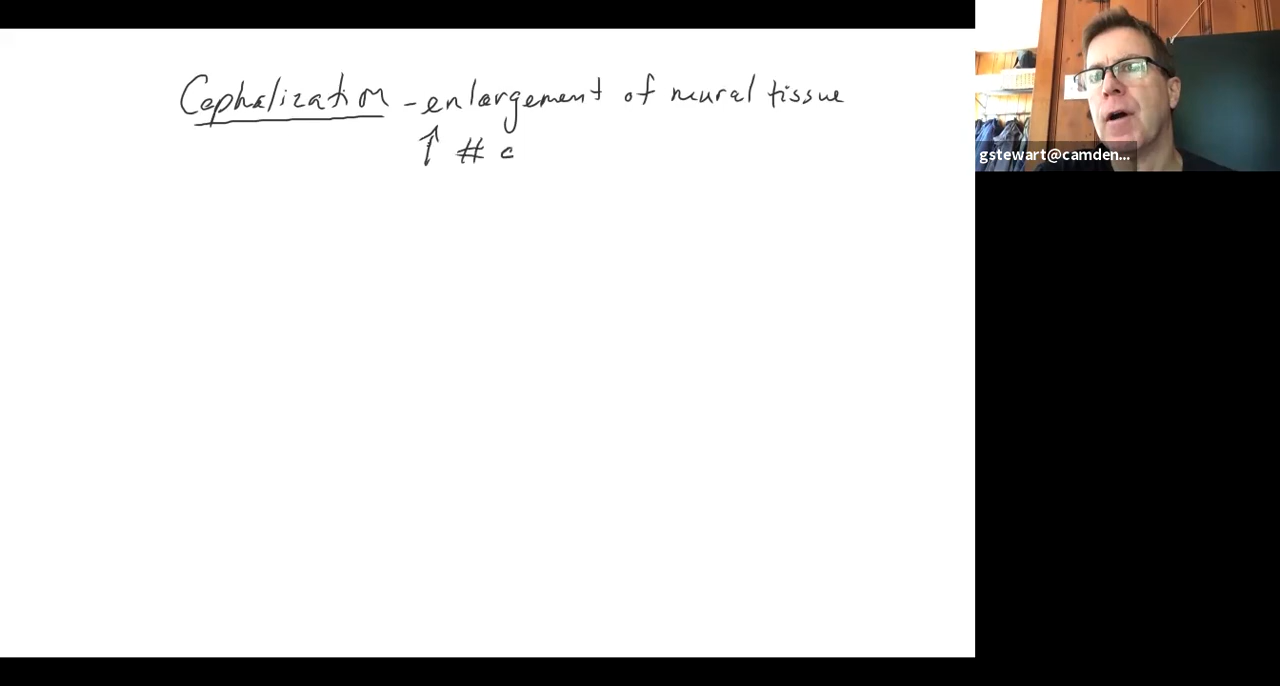 Cephalization - enlargement of neural tissue
↑ # c
gstewart@camden...